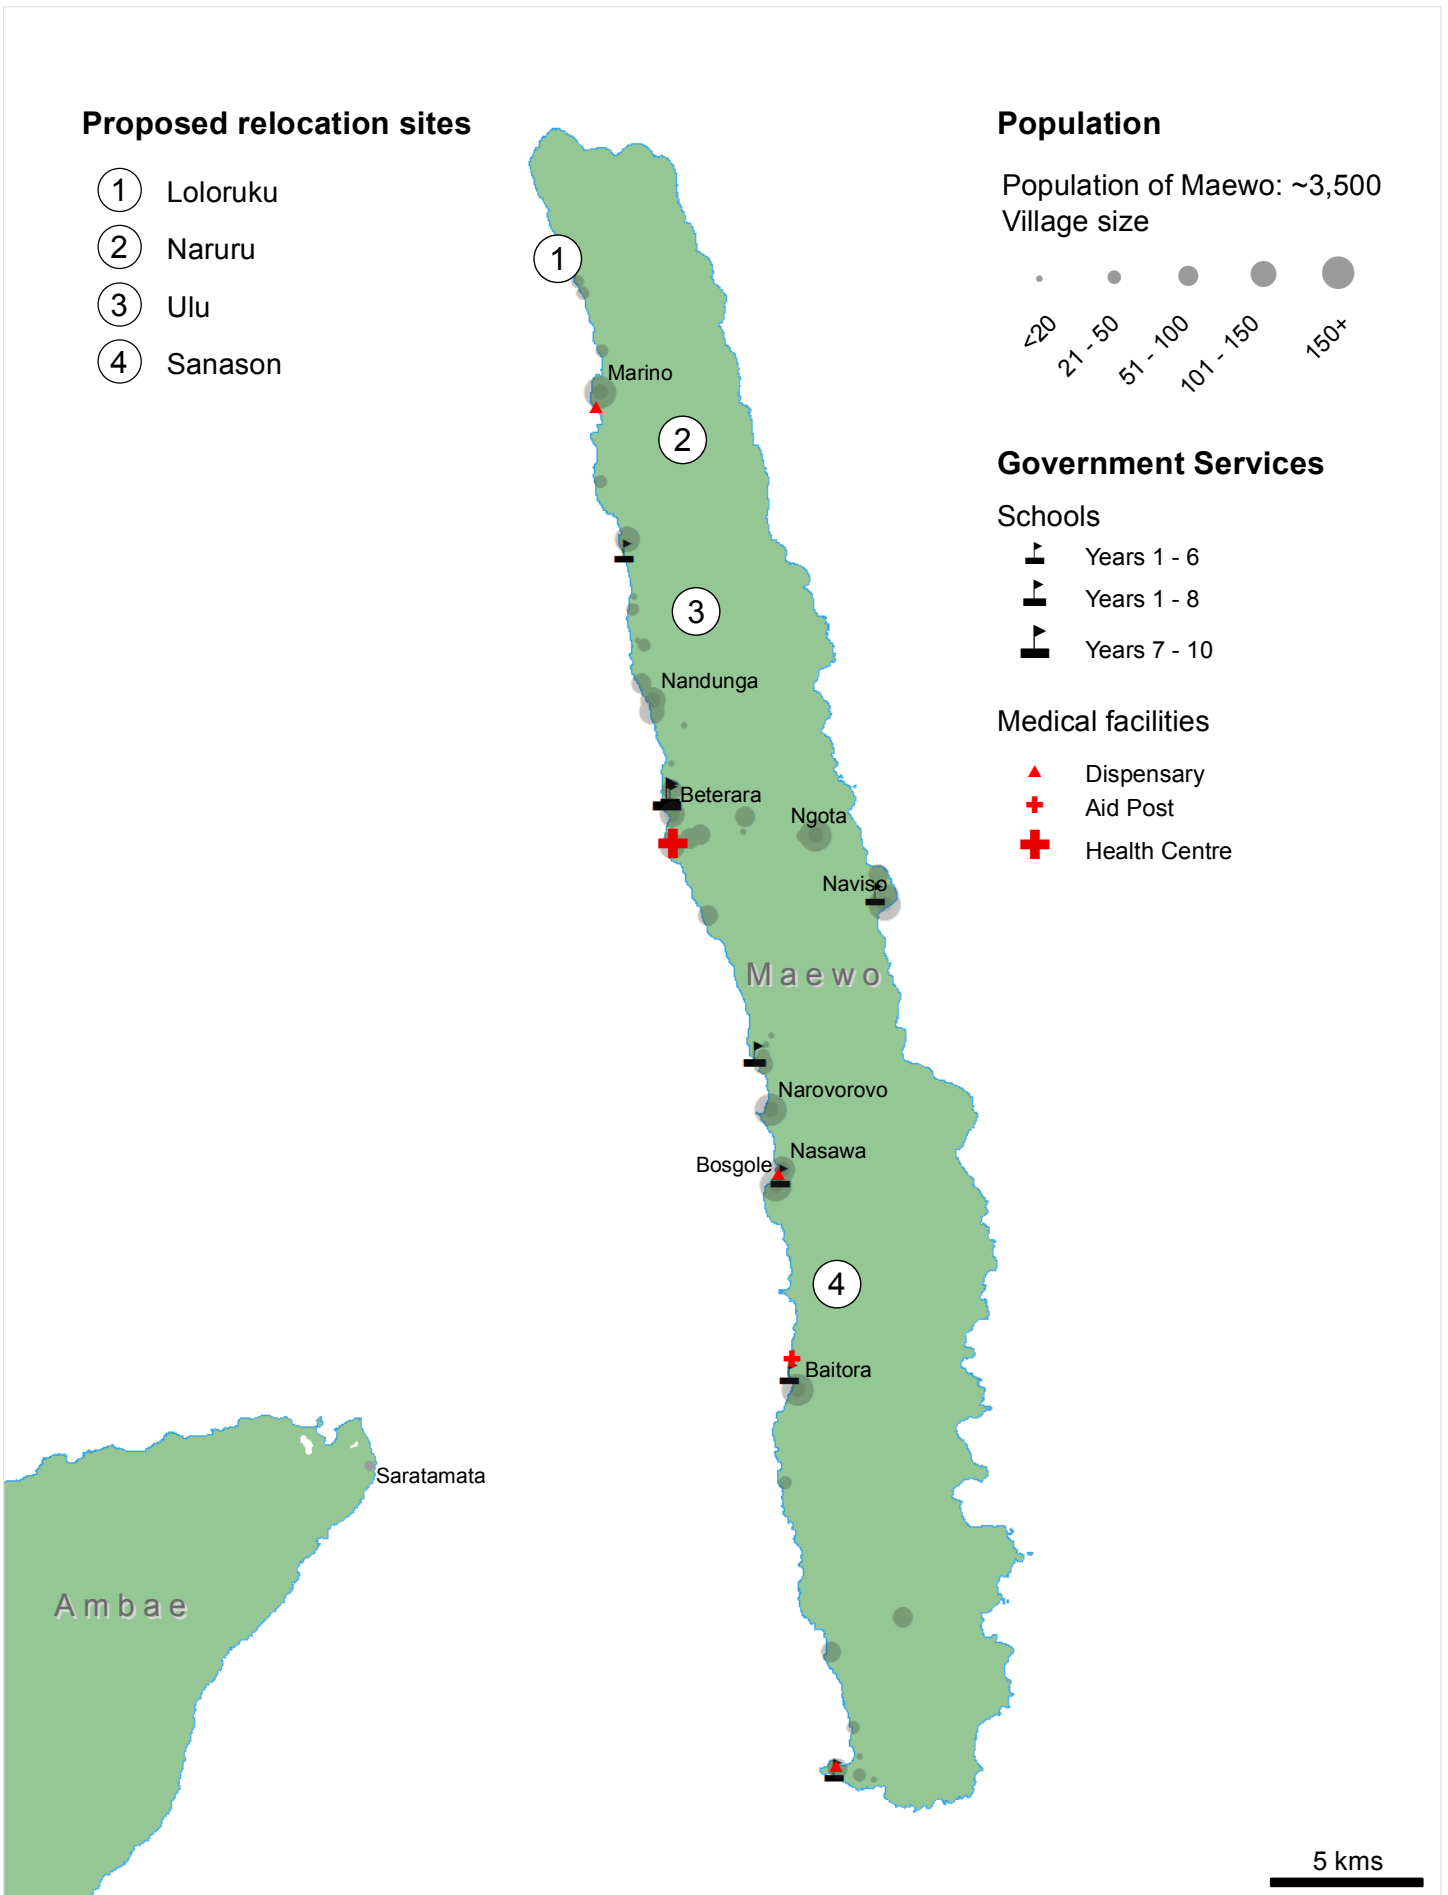 Proposed relocation sites
1 Loloruku
2 Naruru
3 Ulu
4 Sanason
Population
Population of Maewo: ~3,500
Village size
<20
21 - 50
51 - 100
101 - 150
150+
Government Services
Schools
Years 1 - 6
Years 1 - 8
Years 7 - 10
Medical facilities
Dispensary
Aid Post
Health Centre
1
Marino
2
3
Nandunga
Beterara
Ngota
Naviso
Maewo
Narovorovo
Nasawa
Bosgole
4
Baitora
Saratamata
Ambae
5 kms